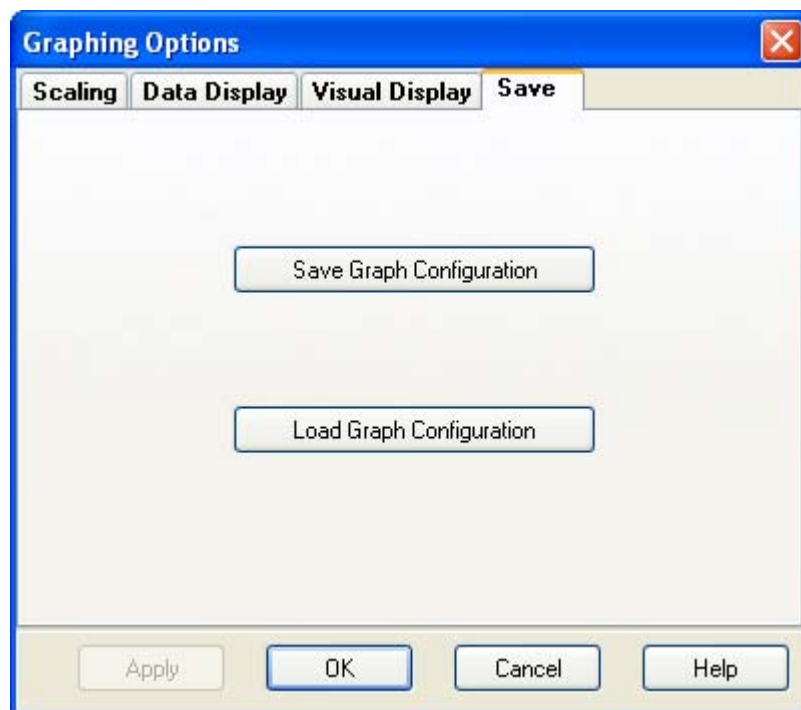 Graphing Options
Scaling Data Display Visual Display Save
Save Graph Configuration
Load Graph Configuration
Apply OK Cancel Help